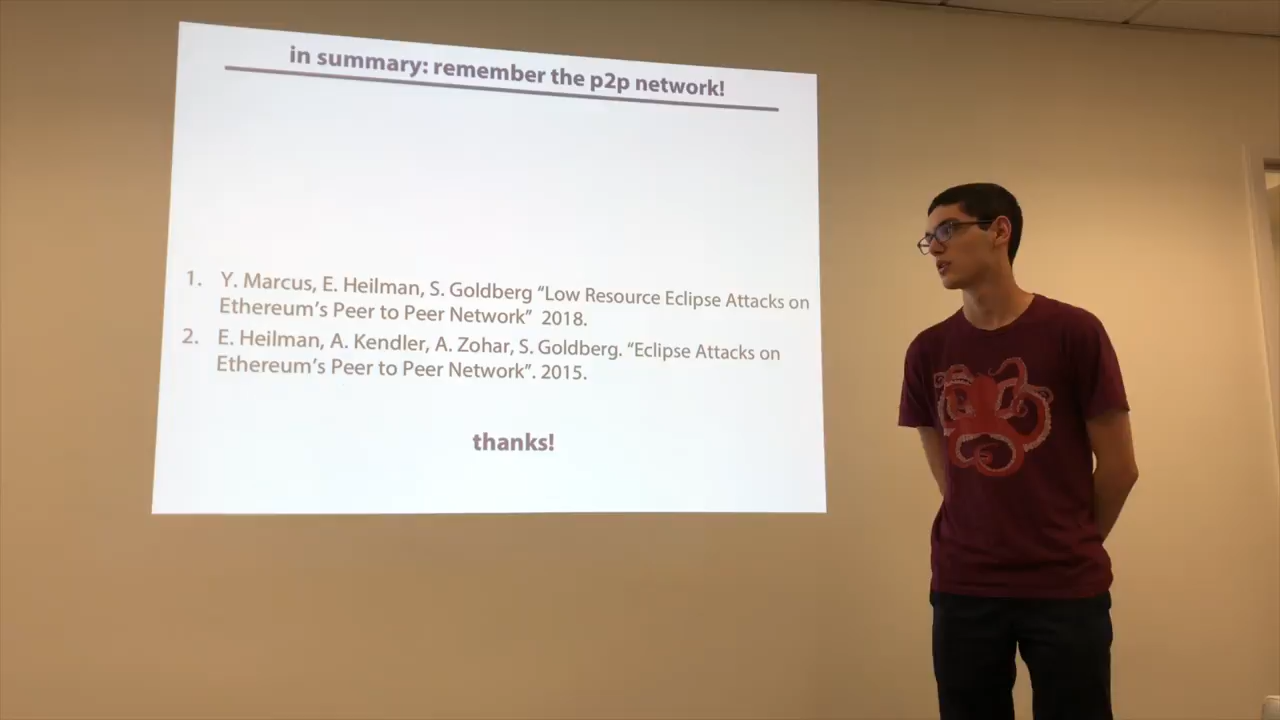 in summary: remember the p2p network!
1. Y. Marcus, E. Heilman, S. Goldberg “Low Resource Eclipse Attacks on
Ethereum’s Peer to Peer Network” 2018.
2. E. Heilman, A. Kendler, A. Zohar, S. Goldberg. “Eclipse Attacks on
Ethereum’s Peer to Peer Network”. 2015.
thanks!